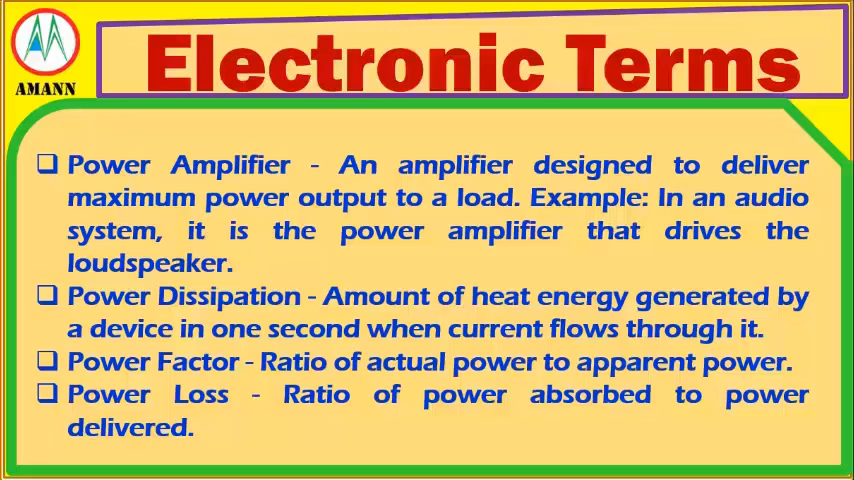 AMANN
Electronic Terms
❑ Power Amplifier - An amplifier designed to deliver
maximum power output to a load. Example: In an audio
system, it is the power amplifier that drives the
loudspeaker.
❑ Power Dissipation - Amount of heat energy generated by
a device in one second when current flows through it.
❑ Power Factor - Ratio of actual power to apparent power.
❑ Power Loss - Ratio of power absorbed to power
delivered.